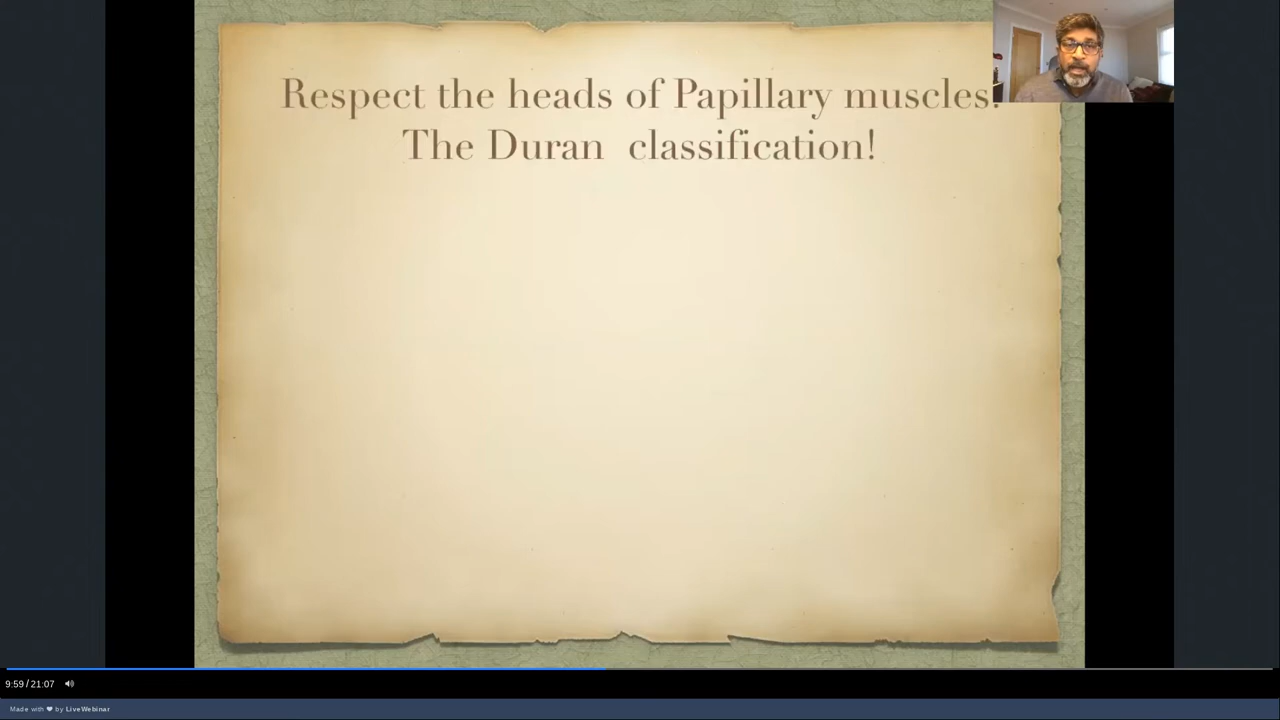 Respect the heads of Papillary muscles!
The Duran classification!
9:59 / 21:07
Made with ❤ by LiveWebinar